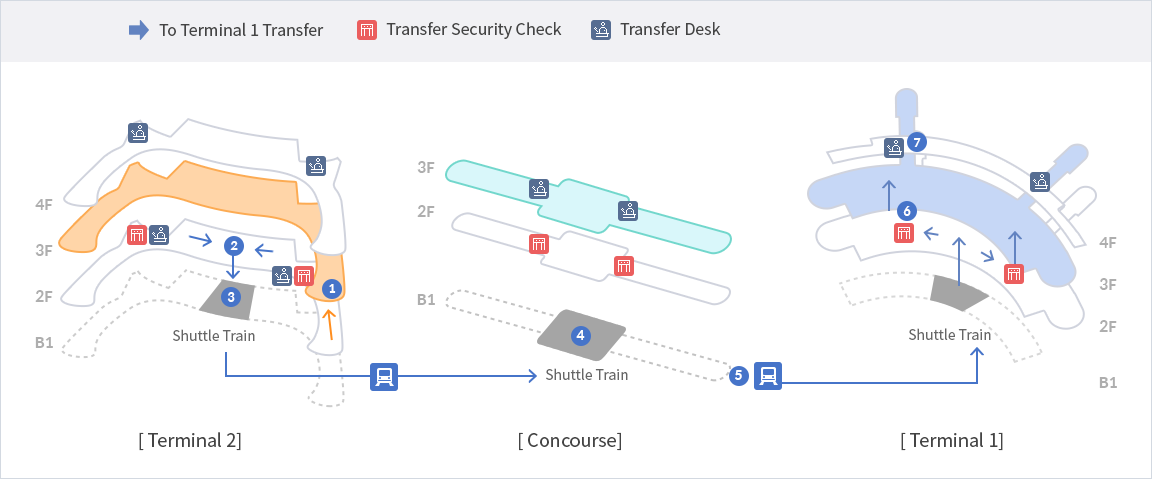 To Terminal 1 Transfer
Transfer Security Check
Transfer Desk
4F
3F
2F
B1
1
2
3
Shuttle Train
[ Terminal 2]
3F
2F
B1
4
Shuttle Train
5
[ Concourse]
7
6
Shuttle Train
4F
3F
2F
B1
[ Terminal 1]